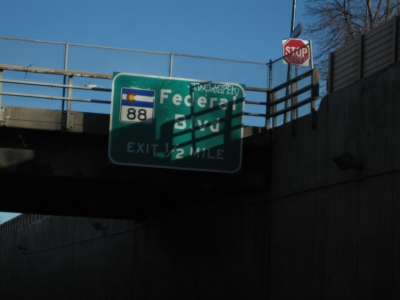 STOP
88
Federal
Blvd
EXIT 1/2 MILE